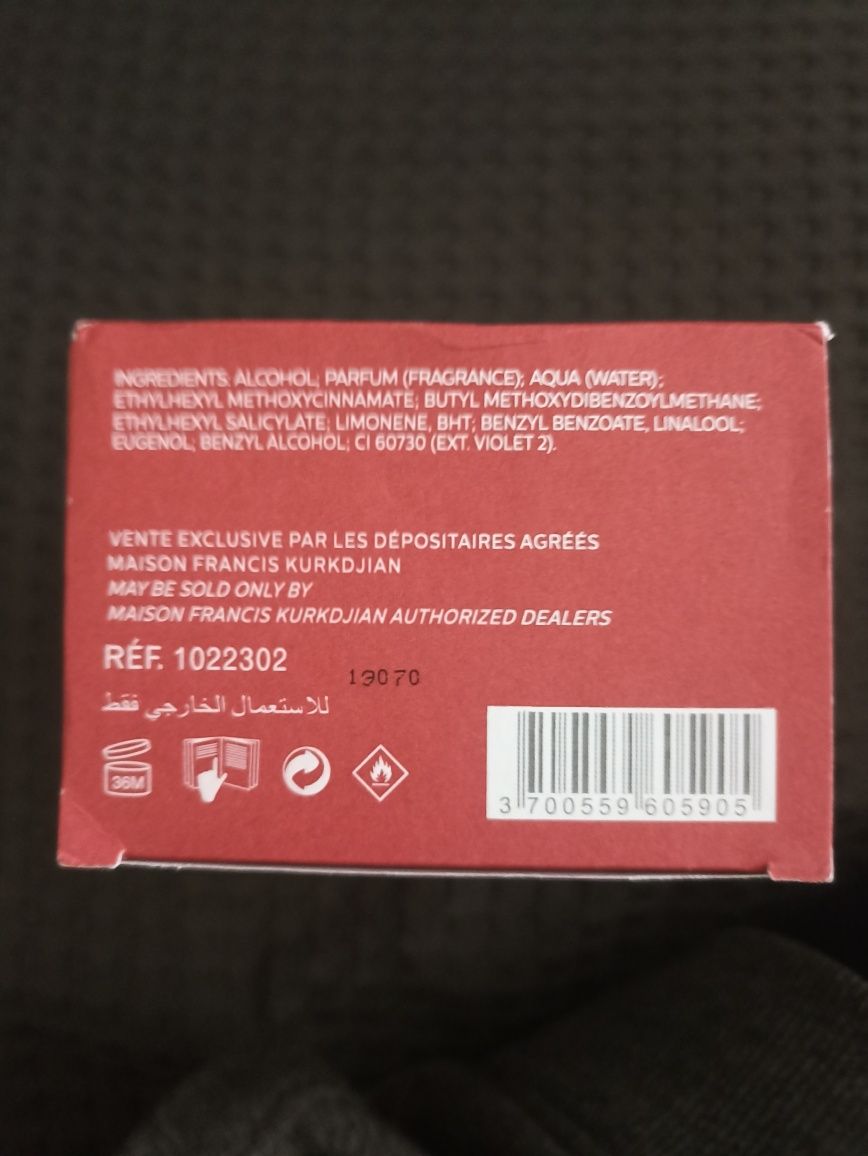 INGREDIENTS: ALCOHOL; PARFUM (FRAGRANCE); AQUA (WATER);
ETHYLHEXYL METHOXYCINNAMATE; BUTYL METHOXYDIBENZOYLMETHANE;
ETHYLHEXYL SALICYLATE; LIMONENE, BHT; BENZYL BENZOATE, LINALOOL;
EUGENOL; BENZYL ALCOHOL; CI 60730 (EXT. VIOLET 2).
VENTE EXCLUSIVE PAR LES DÉPOSITAIRES AGRÉÉS
MAISON FRANCIS KURKDJIAN
MAY BE SOLD ONLY BY
MAISON FRANCIS KURKDJIAN AUTHORIZED DEALERS
RÉF. 1022302
19070
للاستعمال الخارجي فقط
36M
3 700559 605905